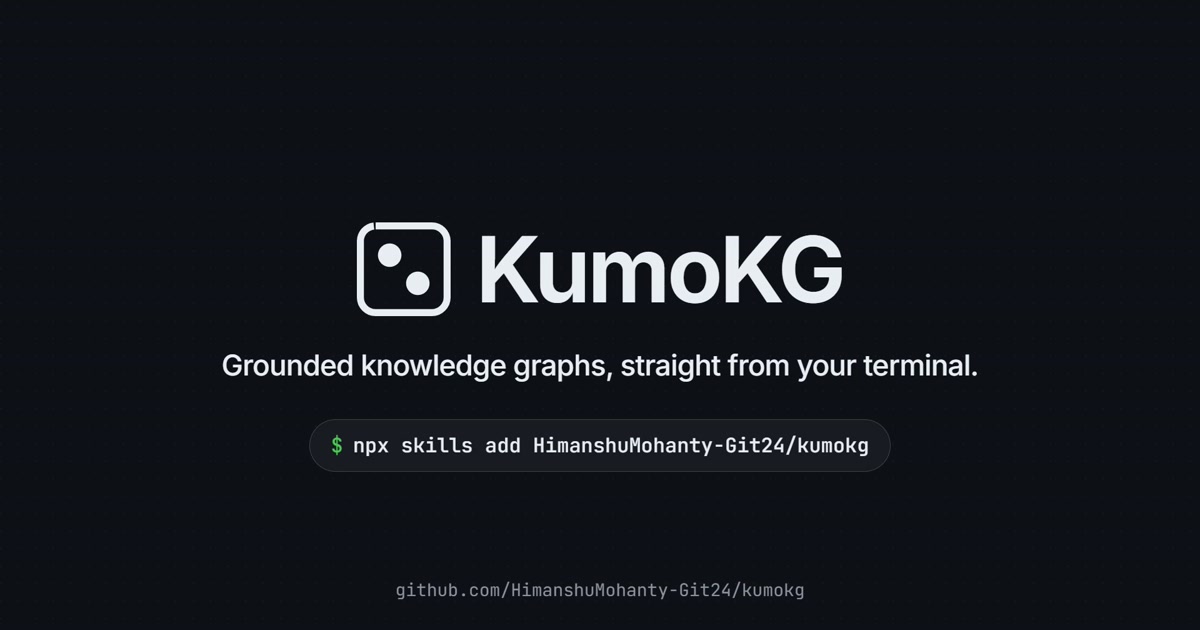 KumoKG
Grounded knowledge graphs, straight from your terminal.
$ npx skills add HimanshuMohanty-Git24/kumokg
github.com/HimanshuMohanty-Git24/kumokg